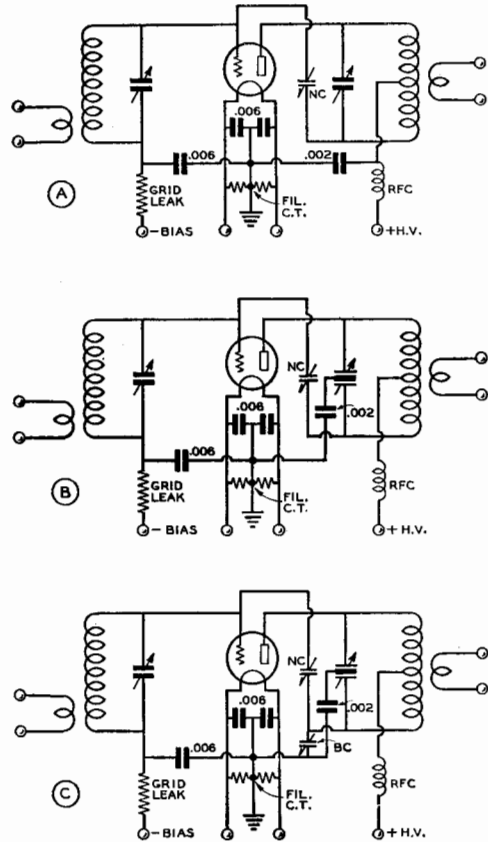 NC
.006
.006
.002
A
GRID
LEAK
FIL.
C.T.
RFC
-BIAS
+H.V.
NC
.006
.002
.006
B
GRID
LEAK
FIL.
C.T.
RFC
- BIAS
+ H.V.
NC
.006
.002
.006
BC
C
GRID
LEAK
FIL.
C.T.
RFC
-BIAS
+H.V.